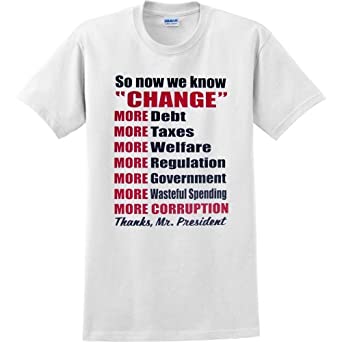 So now we know
"CHANGE"
MORE Debt
MORE Taxes
MORE Welfare
MORE Regulation
MORE Government
MORE Wasteful Spending
MORE CORRUPTION
Thanks, Mr. President